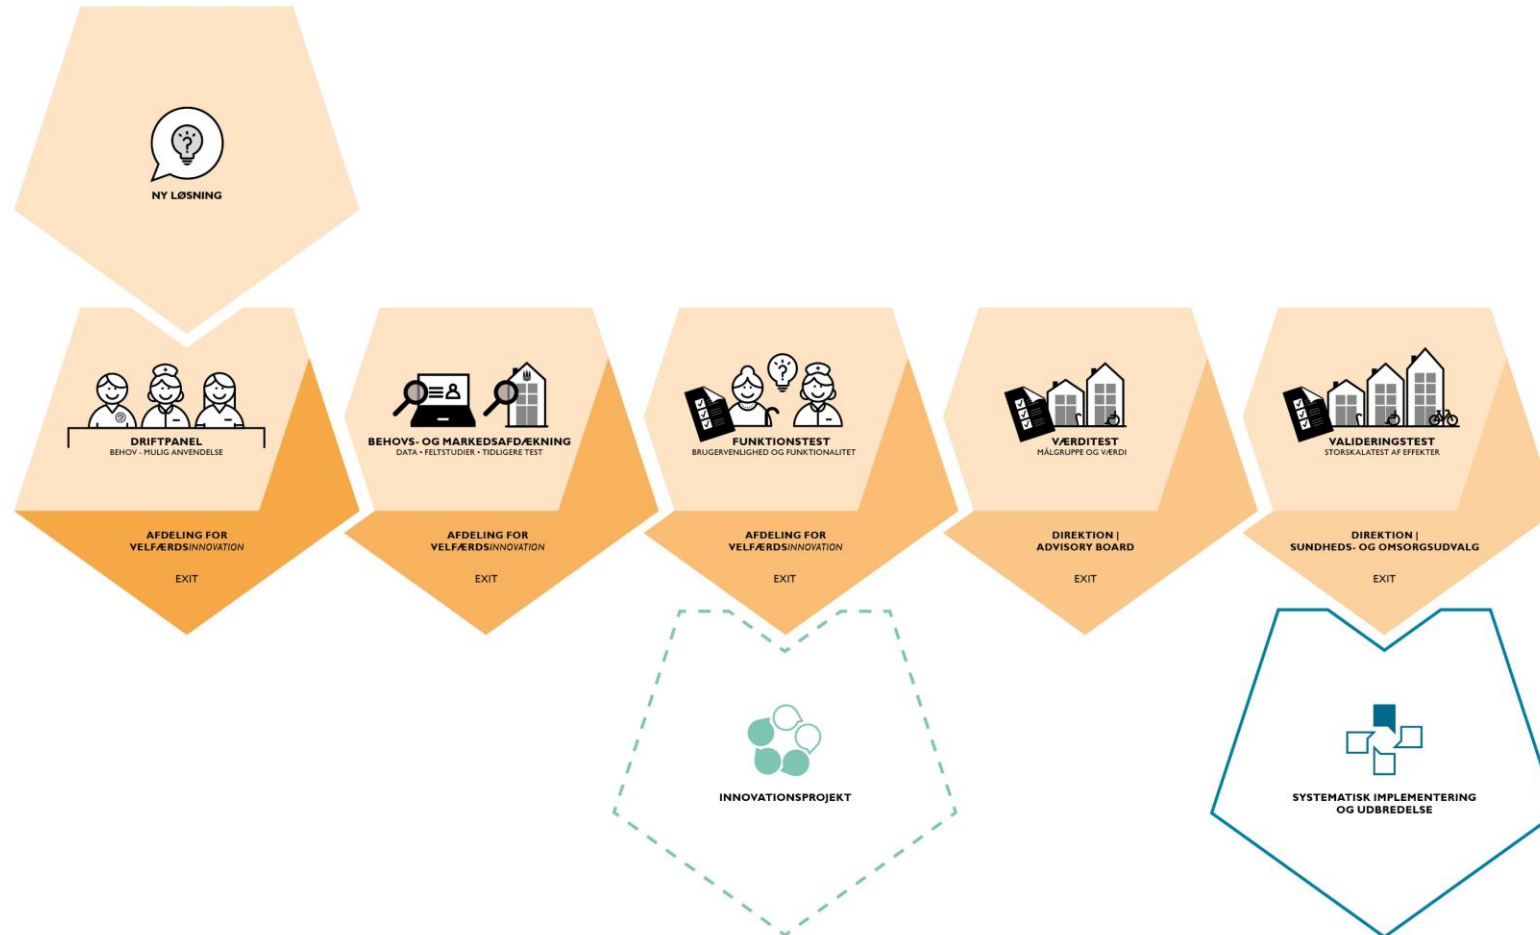 NY LØSNING
DRIFTPANEL
BEHOV - MULIG ANVENDELSE
AFDELING FOR
VELFÆRDSINNOVATION
EXIT
BEHOVS- OG MARKEDSAFDÆKNING
DATA • FELTSTUDIER • TIDLIGERE TEST
AFDELING FOR
VELFÆRDSINNOVATION
EXIT
FUNKTIONSTEST
BRUGERVENLIGHED OG FUNKTIONALITET
AFDELING FOR
VELFÆRDSINNOVATION
EXIT
VÆRDITEST
MÅLGRUPPE OG VÆRDI
DIREKTION |
ADVISORY BOARD
EXIT
VALIDERINGSTEST
STORSKALATEST AF EFFEKTER
DIREKTION |
SUNDHEDS- OG OMSORGSUDVALG
EXIT
INNOVATIONSPROJEKT
SYSTEMATISK IMPLEMENTERING
OG UDBREDELSE